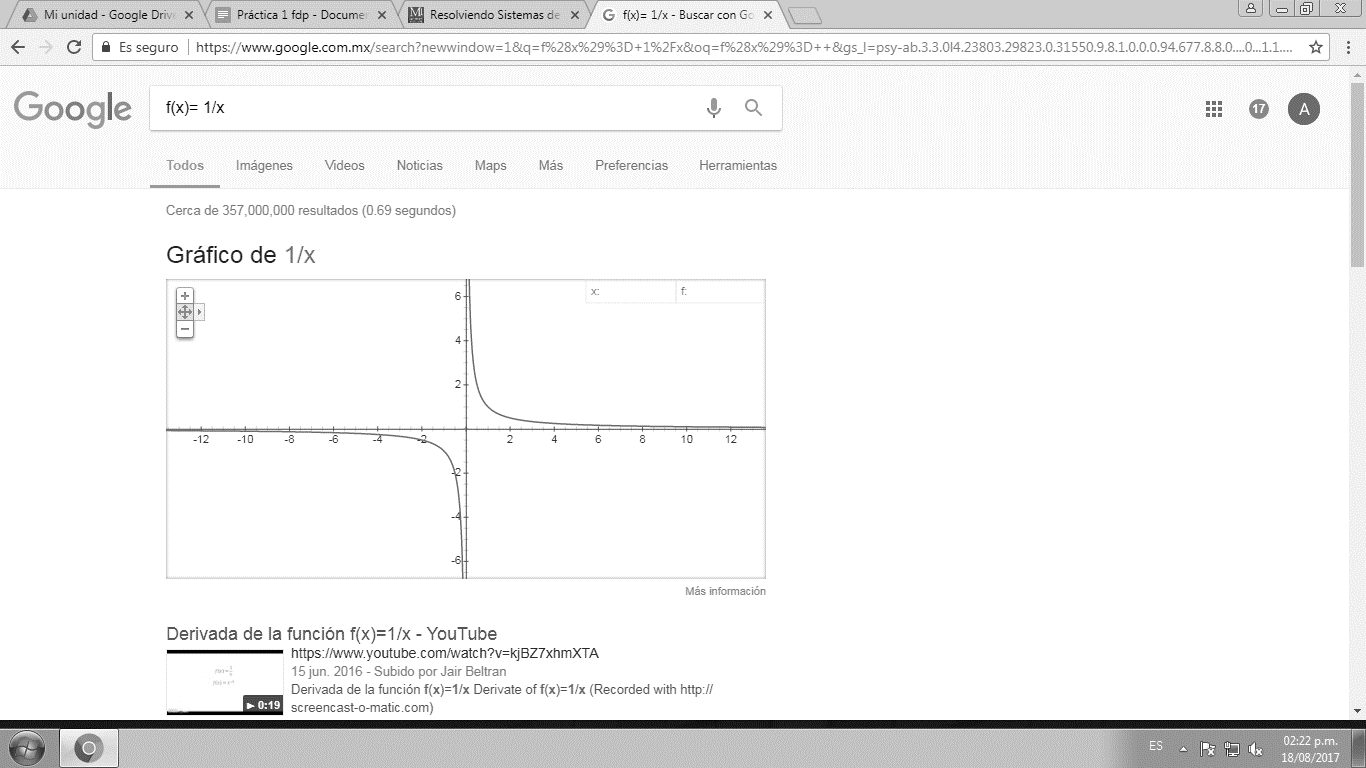 Mi unidad - Google Drive
Práctica 1 fdp - Documen
Resolviendo Sistemas de
f(x)= 1/x - Buscar con Go
Es seguro
https://www.google.com.mx/search?newwindow=1&q=f%28x%29%3D+1%2Fx&oq=f%28x%29%3D++&gs_l=psy-ab.3.3.0l4.23803.29823.0.31550.9.8.1.0.0.0.94.677.8.8.0....0...1.1....
Google
f(x)= 1/x
17
A
Todos Imágenes Videos Noticias Maps Más Preferencias Herramientas
Cerca de 357,000,000 resultados (0.69 segundos)
Gráfico de 1/x
x: f:
6
4
2
-12 -10 -8 -6 -4 -2 2 4 6 8 10 12
-2
-4
-6
Más información
Derivada de la función f(x)=1/x - YouTube
https://www.youtube.com/watch?v=kjBZ7xhmXTA
15 jun. 2016 - Subido por Jair Beltran
Derivada de la función f(x)=1/x Derivate of f(x)=1/x (Recorded with http://
screencast-o-matic.com)
0:19
ES
02:22 p.m.
18/08/2017